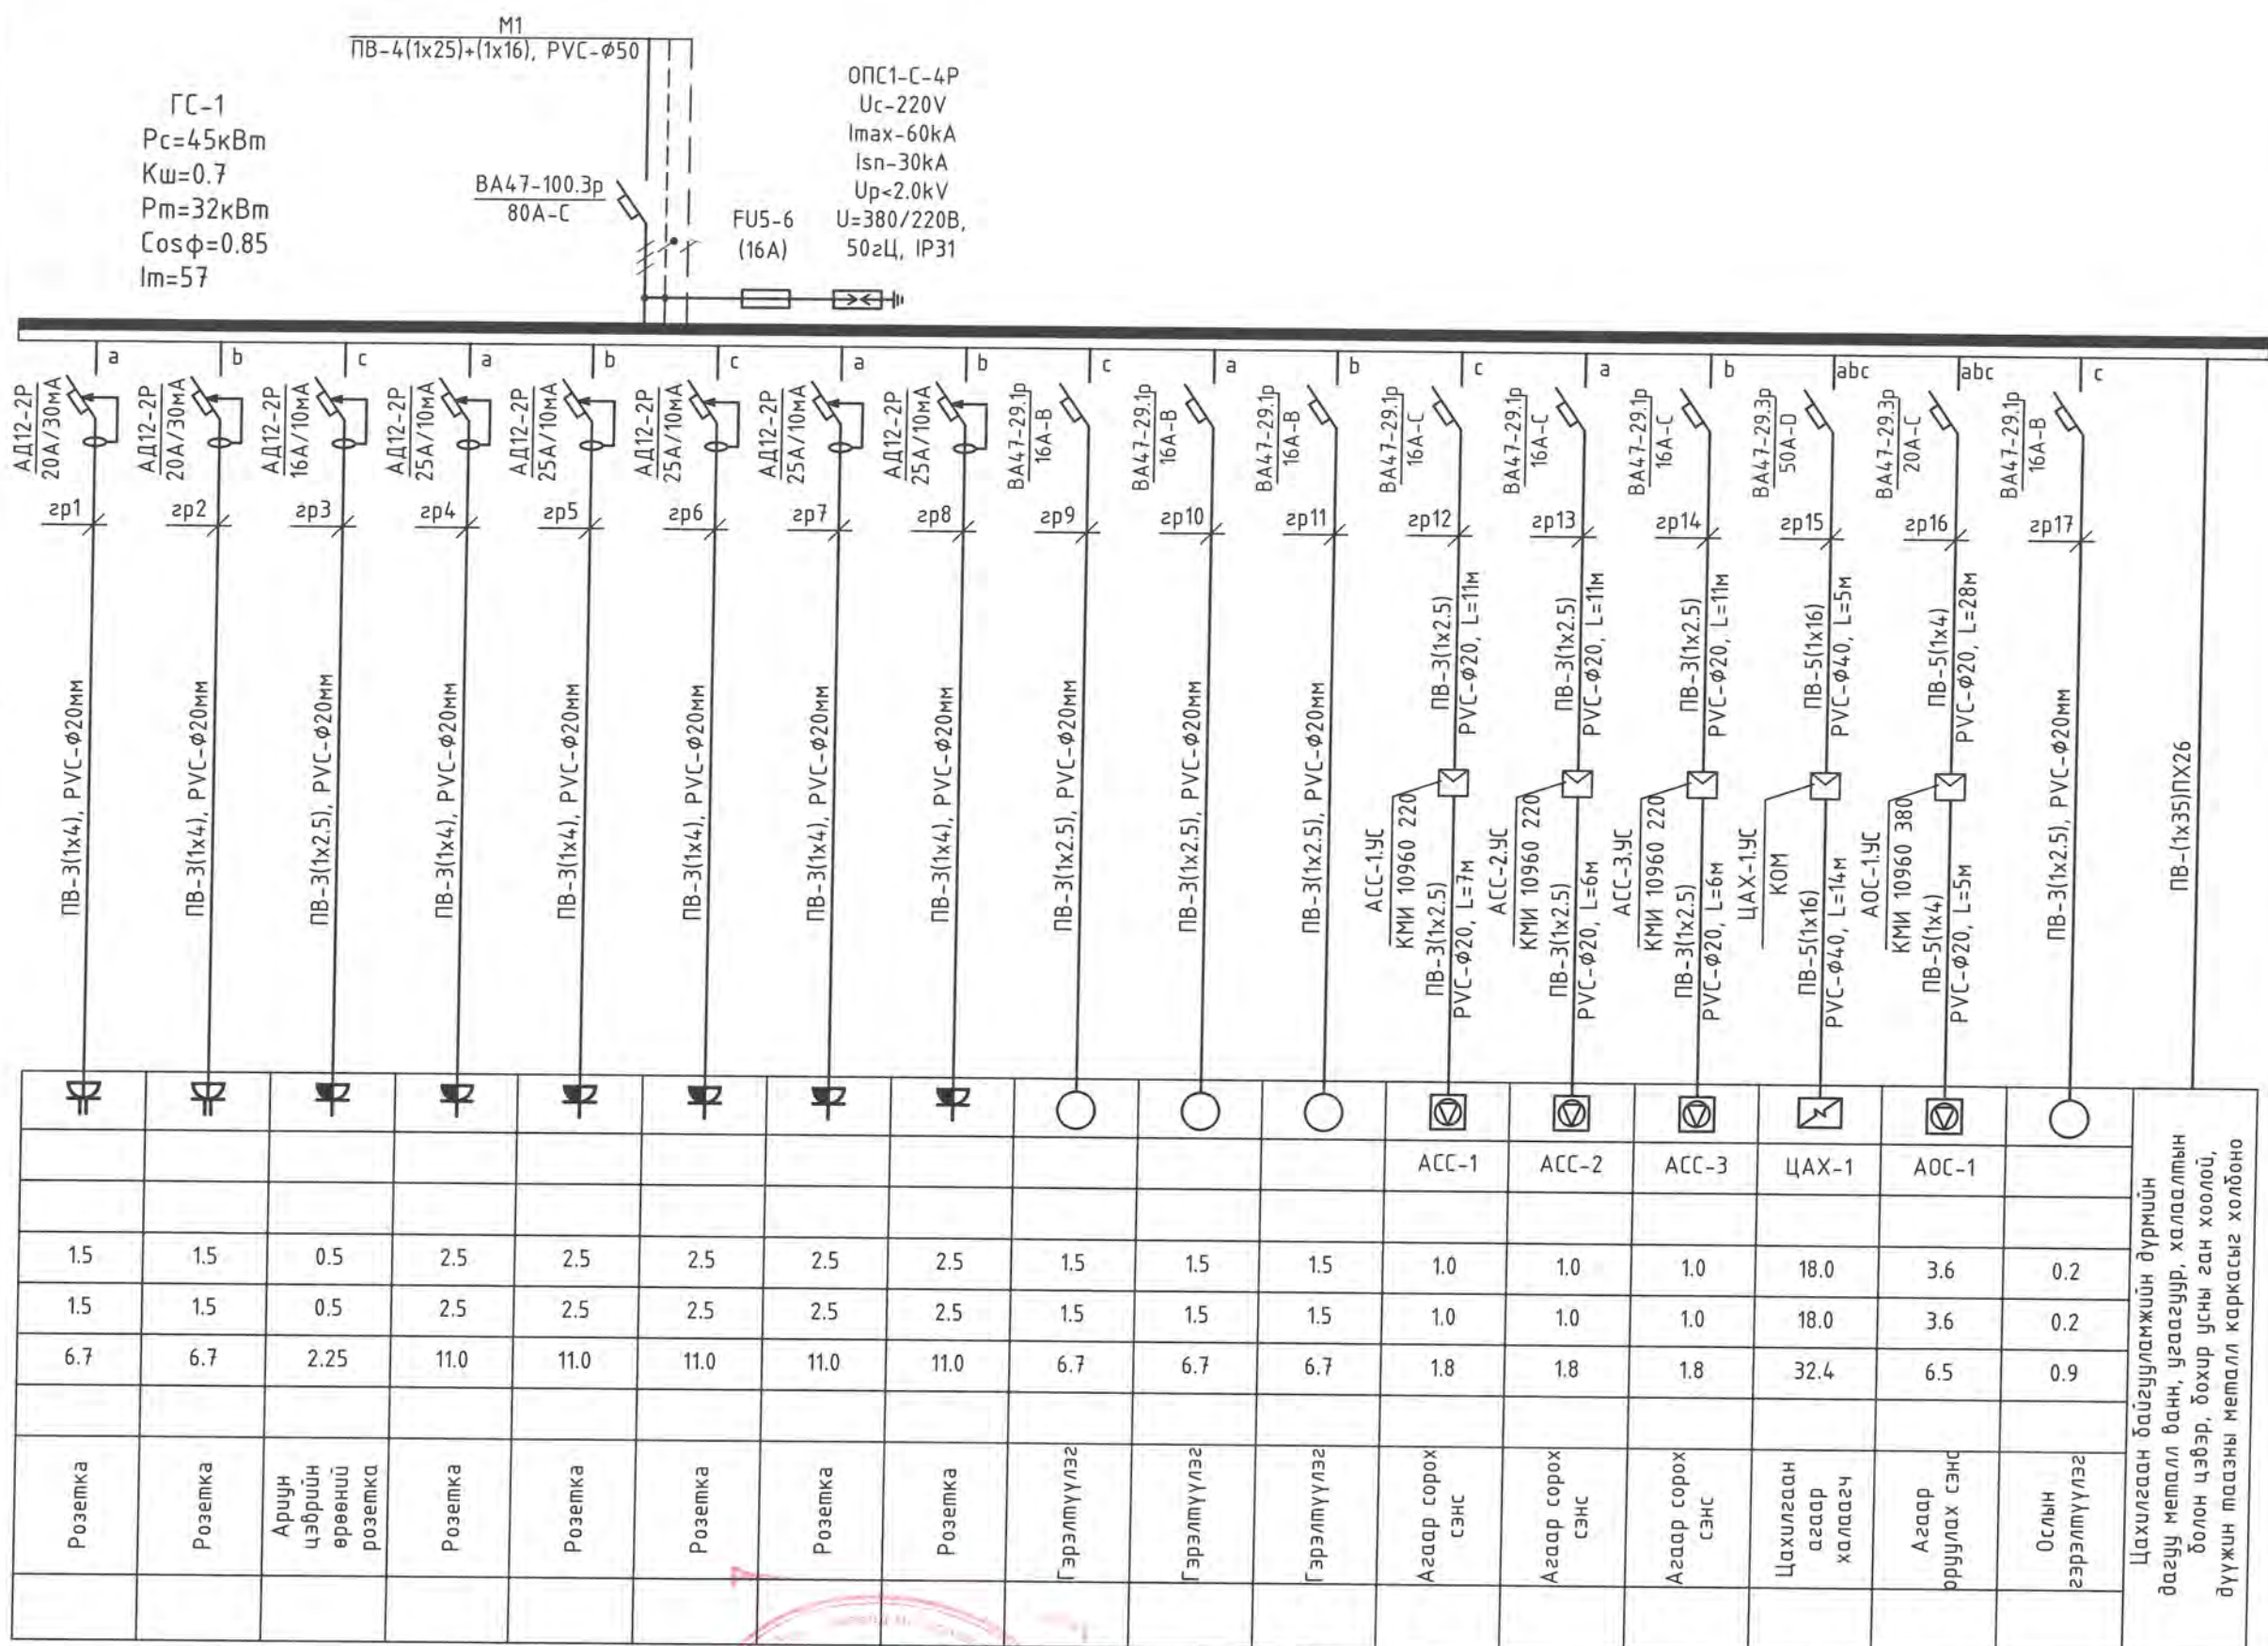 М1
ПВ-4(1х25)+(1х16), PVC-Ф50
ГС-1
Рс=45кВт
Кш=0.7
Рт=32кВт
Cosφ=0.85
Iт=57
ВА47-100.3р
80А-С
FU5-6
(16А)
ОПС1-С-4Р
Uc-220V
Imax-60kA
Isn-30kA
Up<2.0kV
U=380/220В,
50гЦ, IP31
a b c a b c a b c a b c a b abc abc c
АД12-2Р
20А/30мА
АД12-2Р
20А/30мА
АД12-2Р
16А/10мА
АД12-2Р
25А/10мА
АД12-2Р
25А/10мА
АД12-2Р
25А/10мА
АД12-2Р
25А/10мА
АД12-2Р
25А/10мА
ВА47-29.1р
16А-В
ВА47-29.1р
16А-В
ВА47-29.1р
16А-В
ВА47-29.1р
16А-С
ВА47-29.1р
16А-С
ВА47-29.1р
16А-С
ВА47-29.3р
50А-D
ВА47-29.3р
20А-С
ВА47-29.1р
16А-В
гр1 гр2 гр3 гр4 гр5 гр6 гр7 гр8 гр9 гр10 гр11 гр12 гр13 гр14 гр15 гр16 гр17
ПВ-3(1х4), PVC-Ф20мм
ПВ-3(1х4), PVC-Ф20мм
ПВ-3(1х2.5), PVC-Ф20мм
ПВ-3(1х4), PVC-Ф20мм
ПВ-3(1х4), PVC-Ф20мм
ПВ-3(1х4), PVC-Ф20мм
ПВ-3(1х4), PVC-Ф20мм
ПВ-3(1х4), PVC-Ф20мм
ПВ-3(1х2.5), PVC-Ф20мм
ПВ-3(1х2.5), PVC-Ф20мм
ПВ-3(1х2.5), PVC-Ф20мм
ПВ-3(1х2.5)
PVC-Ф20, L=11м
АСС-1.УС
КМИ 10960 220
ПВ-3(1х2.5)
PVC-Ф20, L=7м
ПВ-3(1х2.5)
PVC-Ф20, L=11м
АСС-2.УС
КМИ 10960 220
ПВ-3(1х2.5)
PVC-Ф20, L=6м
ПВ-3(1х2.5)
PVC-Ф20, L=11м
АСС-3.УС
КМИ 10960 220
ПВ-3(1х2.5)
PVC-Ф20, L=6м
ПВ-5(1х16)
PVC-Ф40, L=5м
ЦАХ-1.УС
КОМ
ПВ-5(1х16)
PVC-Ф40, L=14м
ПВ-5(1х4)
PVC-Ф20, L=28м
АОС-1.УС
КМИ 10960 380
ПВ-5(1х4)
PVC-Ф20, L=5м
ПВ-3(1х2.5), PVC-Ф20мм
ПВ-(1х35)ПХ26
АСС-1 АСС-2 АСС-3 ЦАХ-1 АОС-1
1.5 1.5 0.5 2.5 2.5 2.5 2.5 2.5 1.5 1.5 1.5 1.0 1.0 1.0 18.0 3.6 0.2
1.5 1.5 0.5 2.5 2.5 2.5 2.5 2.5 1.5 1.5 1.5 1.0 1.0 1.0 18.0 3.6 0.2
6.7 6.7 2.25 11.0 11.0 11.0 11.0 11.0 6.7 6.7 6.7 1.8 1.8 1.8 32.4 6.5 0.9
Розетка
Розетка
Ариун
цэврийн
өрөөний
розетка
Розетка
Розетка
Розетка
Розетка
Розетка
Гэрэлтүүлэг
Гэрэлтүүлэг
Гэрэлтүүлэг
Агаар сорох
сэнс
Агаар сорох
сэнс
Агаар сорох
сэнс
Цахилгаан
агаар
халаагч
Агаар
оруулах сэнс
Ослын
гэрэлтүүлэг
Цахилгаан байгууламжийн дүрмийн
дагуу металл ванн, угаагуур, халаалтын
болон цэвэр, бохир усны ган хоолой,
дүүжин таазны металл каркасыг холбоно